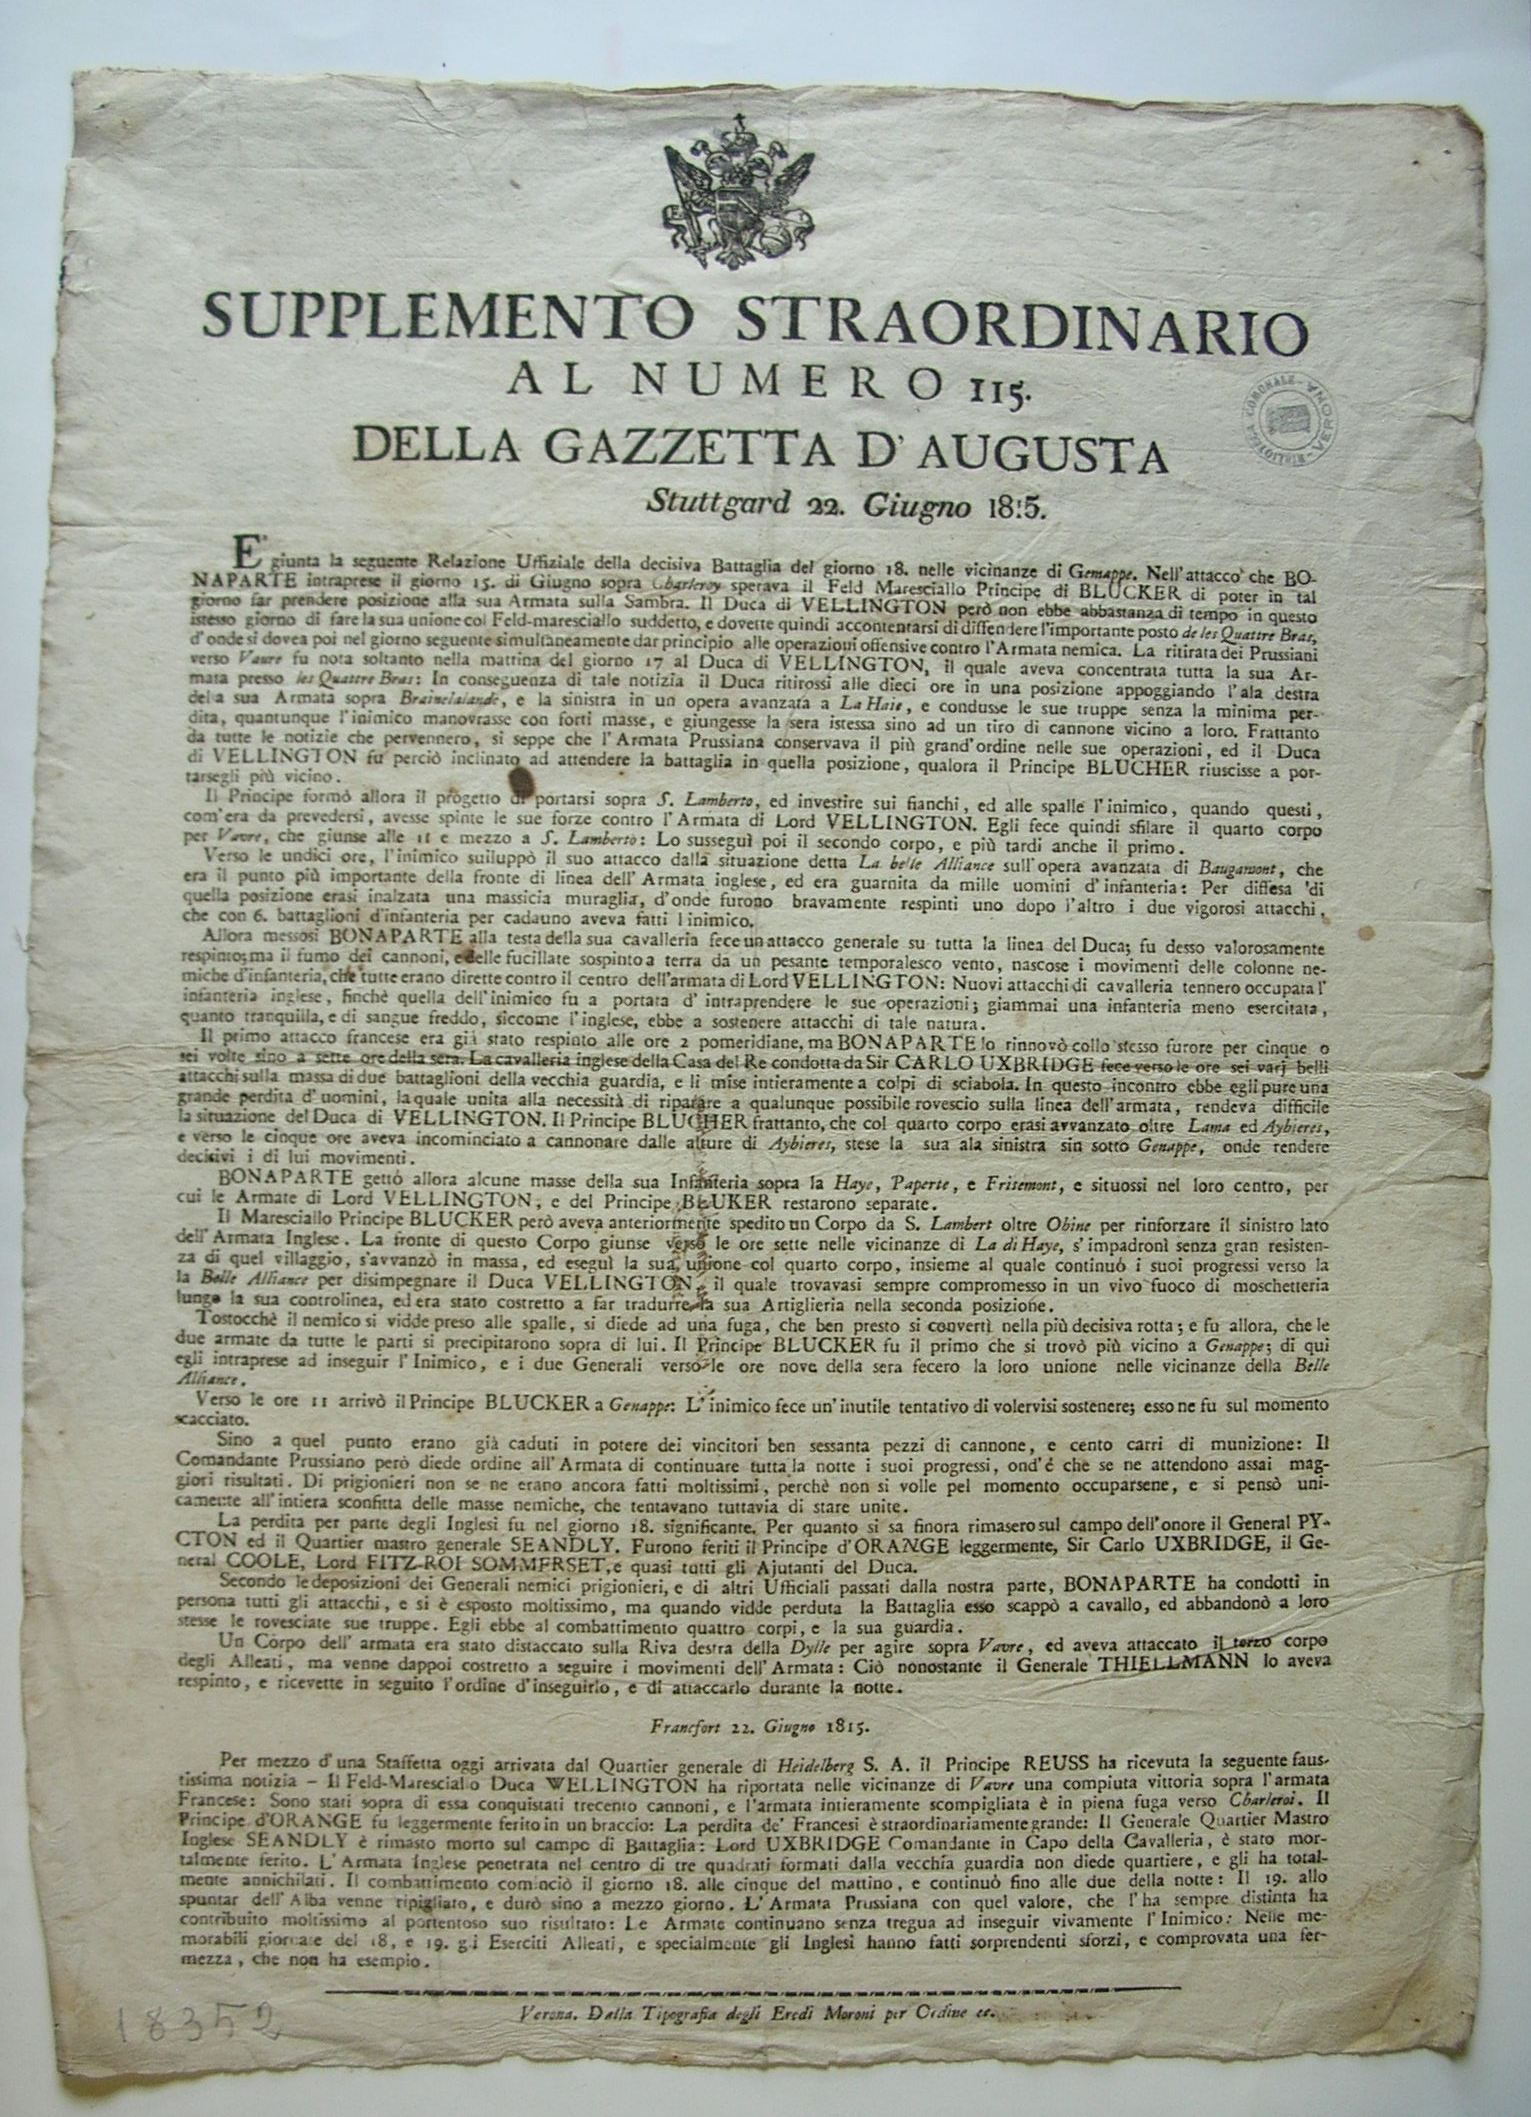 SUPPLEMENTO STRAORDINARIO
AL NUMERO 115.
DELLA GAZZETTA D'AUGUSTA
BIBLIOTECA COMUNALE - VERONA -
Stuttgard 22. Giugno 1815.
E' giunta la seguente Relazione Uffiziale della decisiva Battaglia del giorno 18. nelle vicinanze di Gemappe. Nell'attacco che BO-
NAPARTE intraprese il giorno 15. di Giugno sopra Charleroy sperava il Feld Maresciallo Principe di BLUCKER di poter in tal
giorno far prendere posizione alla sua Armata sulla Sambra. Il Duca di VELLINGTON però non ebbe abbastanza di tempo in questo
istesso giorno di fare la sua unione col Feld-maresciallo suddetto, e dovette quindi accontentarsi di diffendere l'importante posto de les Quattre Bras,
d'onde si dovea poi nel giorno seguente simultaneamente dar principio alle operazioni offensive contro l'Armata nemica. La ritirata dei Prussiani
verso Vaure fu nota soltanto nella mattina del giorno 17 al Duca di VELLINGTON, il quale aveva concentrata tutta la sua Ar-
mata presso les Quattre Bras: In conseguenza di tale notizia il Duca ritirossi alle dieci ore in una posizione appoggiando l'ala destra
della sua Armata sopra Brainelalande, e la sinistra in un opera avanzata a La Haie, e condusse le sue truppe senza la minima per-
dita, quantunque l'inimico manovrasse con forti masse, e giungesse la sera istessa sino ad un tiro di cannone vicino a loro. Frattanto
da tutte le notizie che pervennero, si seppe che l'Armata Prussiana conservava il più grand'ordine nelle sue operazioni, ed il Duca
di VELLINGTON fu perciò inclinato ad attendere la battaglia in quella posizione, qualora il Principe BLUCHER riuscisse a por-
tarsegli più vicino.
Il Principe formò allora il progetto di portarsi sopra S. Lamberto, ed investire sui fianchi, ed alle spalle l'inimico, quando questi,
com'era da prevedersi, avesse spinte le sue forze contro l'Armata di Lord VELLINGTON. Egli fece quindi sfilare il quarto corpo
per Vavre, che giunse alle 11 e mezzo a S. Lamberto: Lo susseguì poi il secondo corpo, e più tardi anche il primo.
Verso le undici ore, l'inimico suiluppò il suo attacco dalla situazione detta La belle Alliance sull'opera avanzata di Baugamont, che
era il punto più importante della fronte di linea dell'Armata inglese, ed era guarnita da mille uomini d'infanteria: Per diffesa di
quella posizione erasi inalzata una massicia muraglia, d'onde furono bravamente respinti uno dopo l'altro i due vigorosi attacchi,
che con 6. battaglioni d'infanteria per cadauno aveva fatti l'inimico.
Allora messosi BONAPARTE alla testa della sua cavalleria fece un attacco generale su tutta la linea del Duca; fu desso valorosamente
respinto; ma il fumo dei cannoni, e delle fucillate sospinto a terra da un pesante temporalesco vento, nascose i movimenti delle colonne ne-
miche d'infanteria, che tutte erano dirette contro il centro dell'armata di Lord VELLINGTON: Nuovi attacchi di cavalleria tennero occupata l'
infanteria inglese, finchè quella dell'inimico fu a portata d'intraprendere le sue operazioni; giammai una infanteria meno esercitata,
quanto tranquilla, e di sangue freddo, siccome l'inglese, ebbe a sostenere attacchi di tale natura.
Il primo attacco francese era già stato respinto alle ore 2 pomeridiane, ma BONAPARTE lo rinnovò collo stesso furore per cinque o
sei volte sino a sette ore della sera. La cavalleria inglese della Casa del Re condotta da Sir CARLO UXBRIDGE fece verso le ore sei varj belli
attacchi sulla massa di due battaglioni della vecchia guardia, e li mise intieramente a colpi di sciabola. In questo incontro ebbe egli pure una
grande perdita d'uomini, la quale unita alla necessità di riparare a qualunque possibile rovescio sulla linea dell'armata, rendeva difficile
la situazione del Duca di VELLINGTON. Il Principe BLUCHER frattanto, che col quarto corpo erasi avvanzato oltre Lama ed Aybieres,
e verso le cinque ore aveva incominciato a cannonare dalle alture di Aybieres, stese la sua ala sinistra sin sotto Genappe, onde rendere
decisivi i di lui movimenti.
BONAPARTE gettò allora alcune masse della sua Infanteria sopra la Haye, Paperte, e Frisemont, e situossi nel loro centro, per
cui le Armate di Lord VELLINGTON, e del Principe BLUKER restarono separate.
Il Maresciallo Principe BLUCKER però aveva anteriormente spedito un Corpo da S. Lambert oltre Ohine per rinforzare il sinistro lato
dell'Armata Inglese. La fronte di questo Corpo giunse verso le ore sette nelle vicinanze di La di Haye, s'impadronì senza gran resisten-
za di quel villaggio, s'avvanzò in massa, ed eseguì la sua unione col quarto corpo, insieme al quale continuò i suoi progressi verso la
la Belle Alliance per disimpegnare il Duca VELLINGTON, il quale trovavasi sempre compromesso in un vivo fuoco di moschetteria
lungo la sua controlinea, ed era stato costretto a far tradurre la sua Artiglieria nella seconda posizione.
Tostocchè il nemico si vidde preso alle spalle, si diede ad una fuga, che ben presto si convertì nella più decisiva rotta; e fu allora, che le
due armate da tutte le parti si precipitarono sopra di lui. Il Principe BLUCKER fu il primo che si trovò più vicino a Genappe; di qui
egli intraprese ad inseguir l'Inimico, e i due Generali verso le ore nove della sera fecero la loro unione nelle vicinanze della Belle
Alliance.
Verso le ore 11 arrivò il Principe BLUCKER a Genappe: L'inimico fece un'inutile tentativo di volervisi sostenere; esso ne fu sul momento
scacciato.
Sino a quel punto erano già caduti in potere dei vincitori ben sessanta pezzi di cannone, e cento carri di munizione: Il
Comandante Prussiano però diede ordine all'Armata di continuare tutta la notte i suoi progressi, ond'è che se ne attendono assai mag-
giori risultati. Di prigionieri non se ne erano ancora fatti moltissimi, perchè non si volle pel momento occuparsene, e si pensò uni-
camente all'intiera sconfitta delle masse nemiche, che tentavano tuttavia di stare unite.
La perdita per parte degli Inglesi fu nel giorno 18. significante. Per quanto si sa finora rimasero sul campo dell'onore il General PY-
CTON ed il Quartier mastro generale SEANDLY. Furono feriti il Principe d'ORANGE leggermente, Sir Carlo UXBRIDGE, il Ge-
neral COOLE, Lord FITZ-ROI SOMMERSET, e quasi tutti gli Ajutanti del Duca.
Secondo le deposizioni dei Generali nemici prigionieri, e di altri Ufficiali passati dalla nostra parte, BONAPARTE ha condotti in
persona tutti gli attacchi, e si è esposto moltissimo, ma quando vidde perduta la Battaglia esso scappò a cavallo, ed abbandonò a loro
stesse le rovesciate sue truppe. Egli ebbe al combattimento quattro corpi, e la sua guardia.
Un Corpo dell'armata era stato distaccato sulla Riva destra della Dylle per agire sopra Vavre, ed aveva attaccato il terzo corpo
degli Alleati, ma venne dappoi costretto a seguire i movimenti dell'Armata: Ciò nonostante il Generale THIELLMANN lo aveva
respinto, e ricevette in seguito l'ordine d'inseguirlo, e di attaccarlo durante la notte.
Francfort 22. Giugno 1815.
Per mezzo d'una Staffetta oggi arrivata dal Quartier generale di Heidelberg S. A. il Principe REUSS ha ricevuta la seguente faus-
tissima notizia - Il Feld-Maresciallo Duca WELLINGTON ha riportata nelle vicinanze di Vavre una compiuta vittoria sopra l'armata
Francese: Sono stati sopra di essa conquistati trecento cannoni, e l'armata intieramente scompigliata è in piena fuga verso Charleroi. Il
Principe d'ORANGE fu leggermente ferito in un braccio: La perdita de' Francesi è straordinariamente grande: Il Generale Quartier Mastro
Inglese SEANDLY è rimasto morto sul campo di Battaglia: Lord UXBRIDGE Comandante in Capo della Cavalleria, è stato mor-
talmente ferito. L'Armata Inglese penetrata nel centro di tre quadrati formati dalla vecchia guardia non diede quartiere, e gli ha total-
mente annichilati. Il combattimento cominciò il giorno 18. alle cinque del mattino, e continuò fino alle due della notte: Il 19. allo
spuntar dell'Alba venne ripigliato, e durò sino a mezzo giorno. L'Armata Prussiana con quel valore, che l'ha sempre distinta ha
contribuito moltissimo al portentoso suo risultato: Le Armate continuano senza tregua ad inseguir vivamente l'Inimico: Nelle me-
morabili giornate del 18, e 19. gli Eserciti Alleati, e specialmente gli Inglesi hanno fatti sorprendenti sforzi, e comprovata una fer-
mezza, che non ha esempio.
Verona. Dalla Tipografia degli Eredi Moroni per Ordine ec.
18352